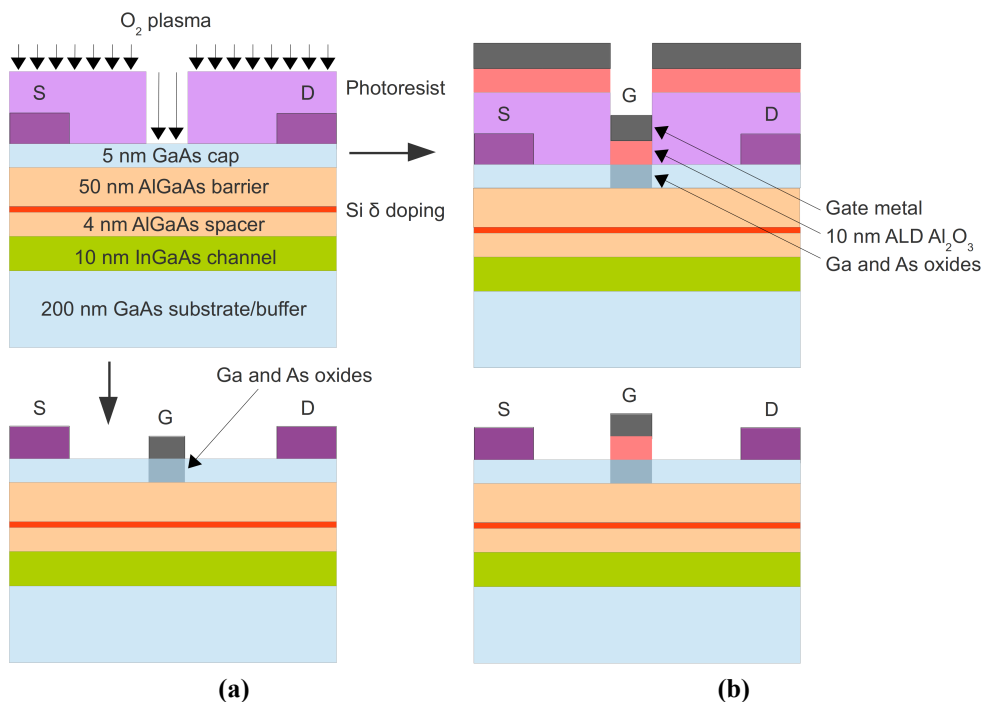 O₂ plasma
S
D
Photoresist
5 nm GaAs cap
50 nm AlGaAs barrier
Si δ doping
4 nm AlGaAs spacer
10 nm InGaAs channel
200 nm GaAs substrate/buffer
G
S
D
Gate metal
10 nm ALD Al₂O₃
Ga and As oxides
Ga and As oxides
S
G
D
G
S
D
(a)
(b)